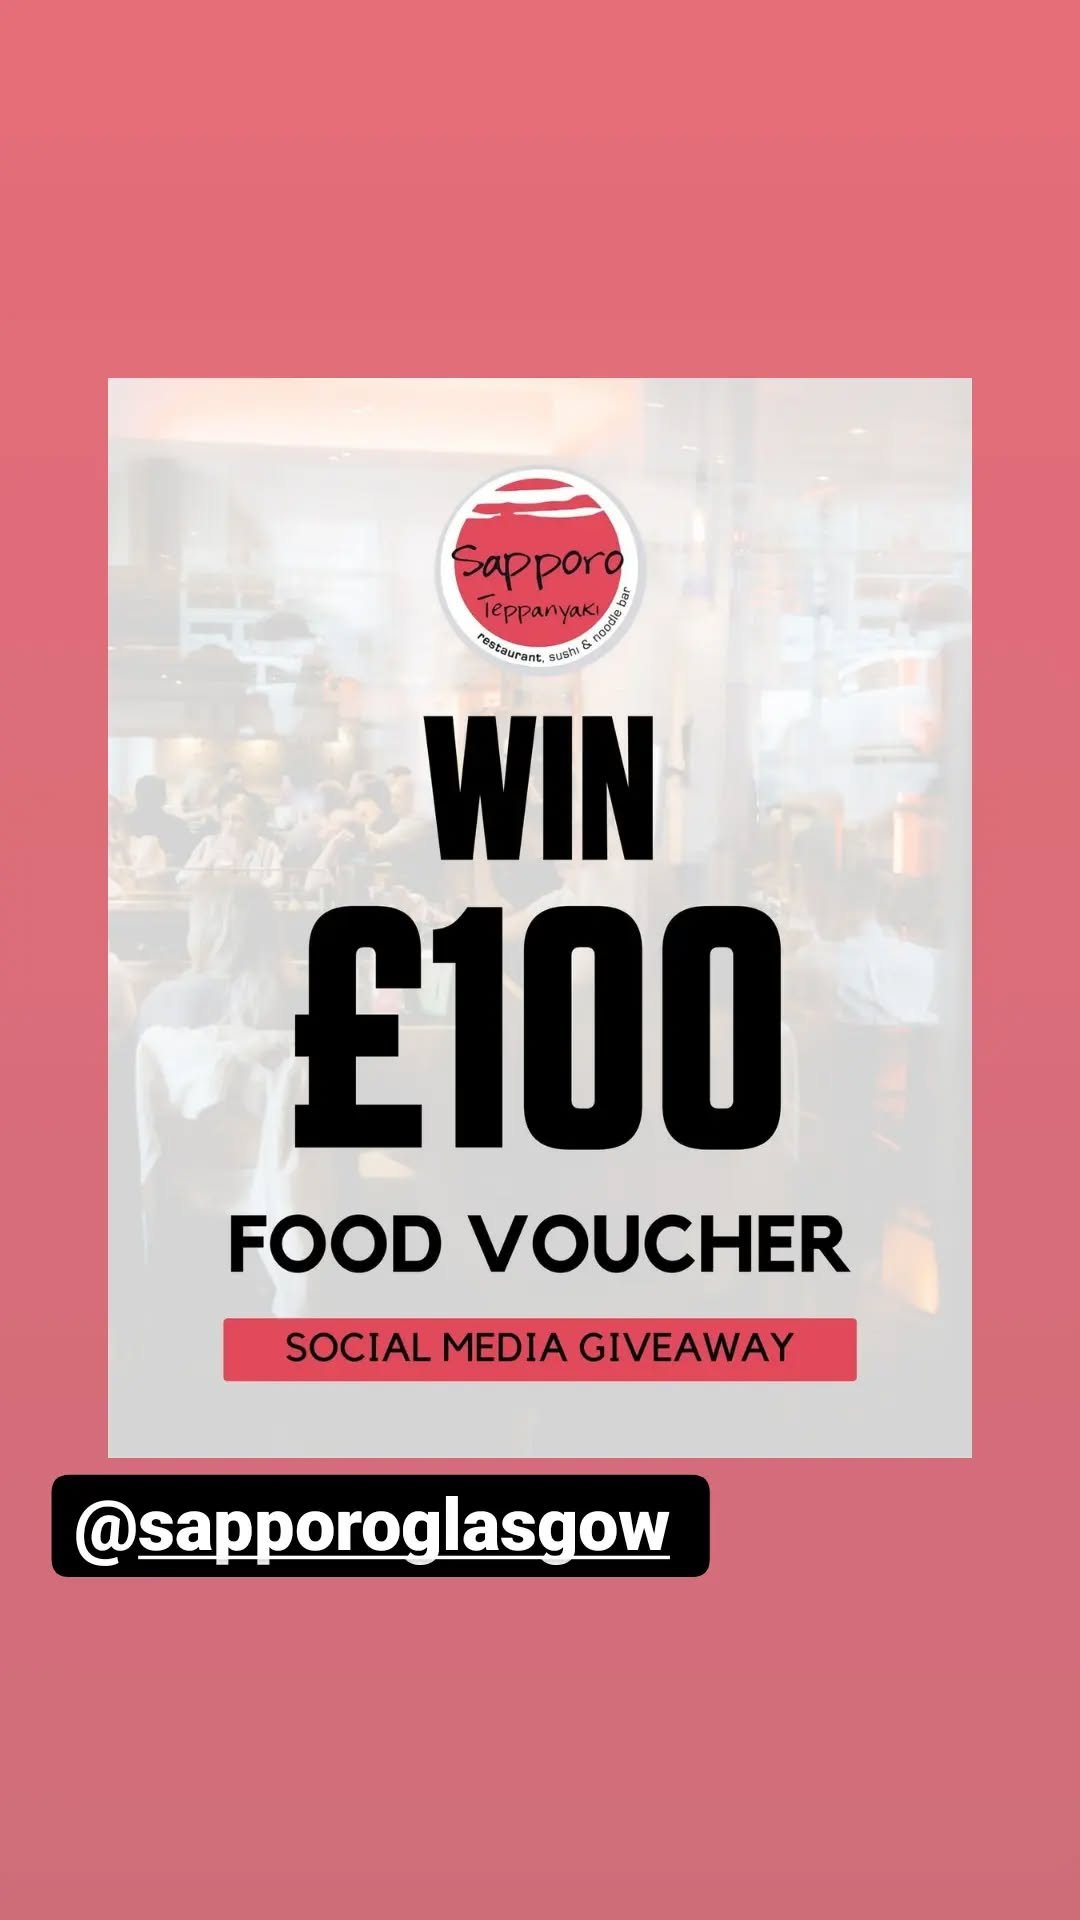 Sapporo
Teppanyaki
restaurant, sushi & noodle bar
WIN
£100
FOOD VOUCHER
SOCIAL MEDIA GIVEAWAY
@sapporoglasgow